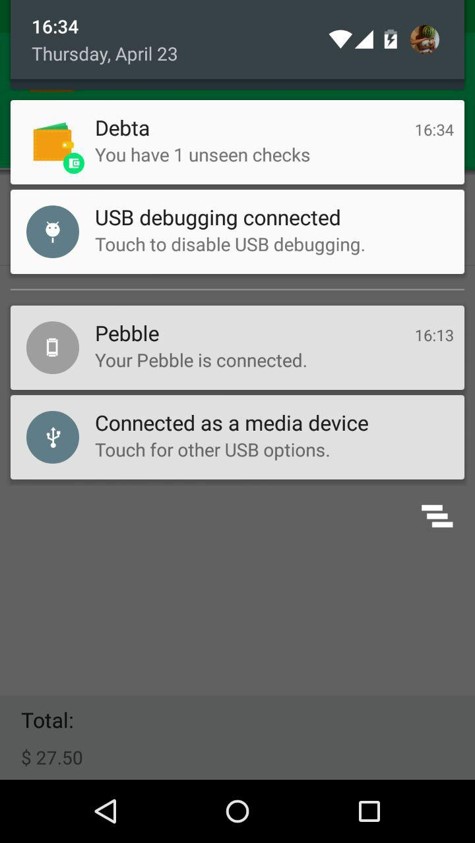 16:34
Thursday, April 23
Debta
16:34
You have 1 unseen checks
USB debugging connected
Touch to disable USB debugging.
Pebble
16:13
Your Pebble is connected.
Connected as a media device
Touch for other USB options.
Total:
$ 27.50